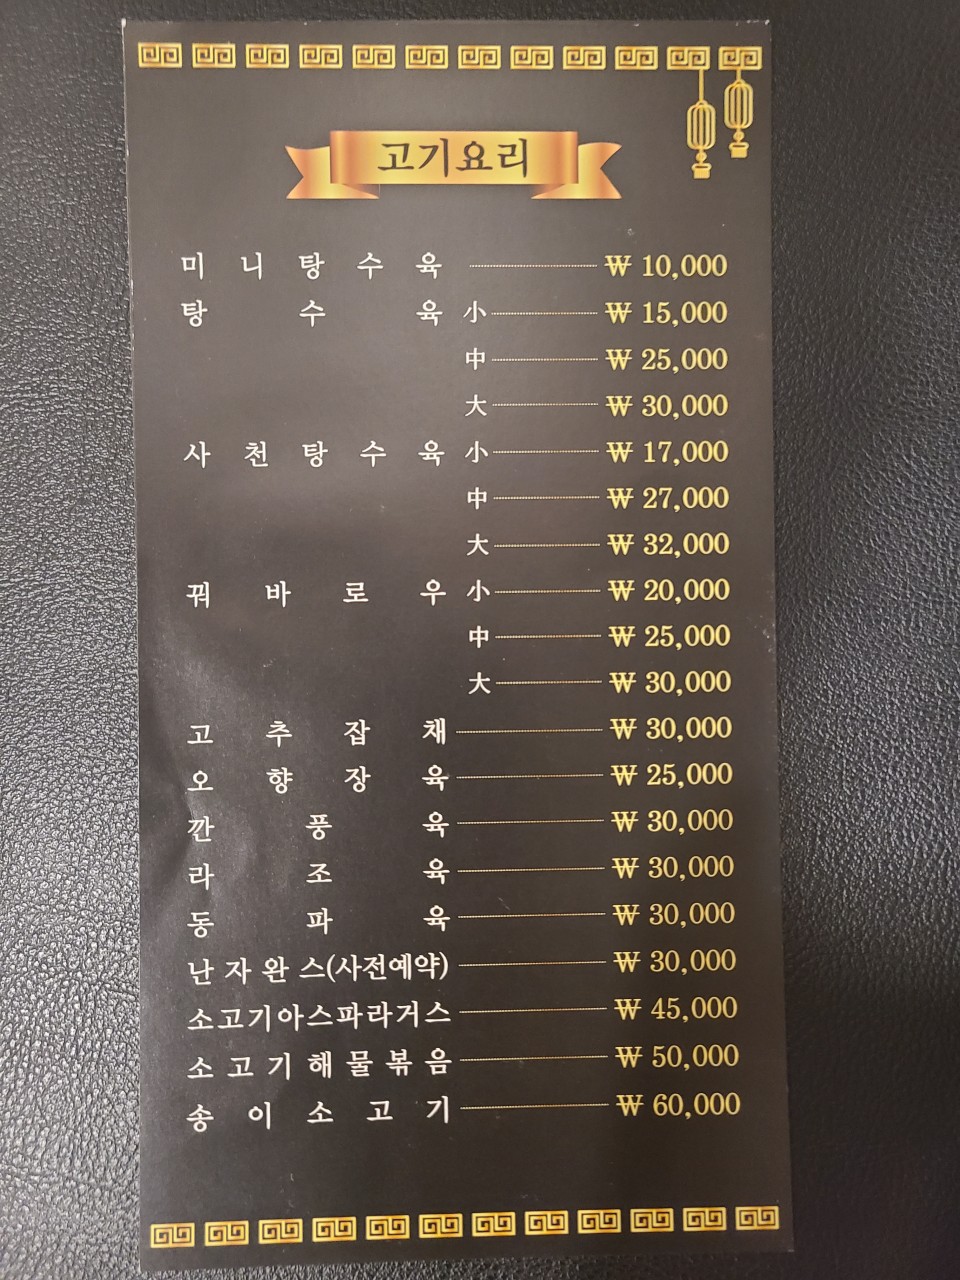 고기요리
미니탕수육 ₩ 10,000
탕수육 小 ₩ 15,000
中 ₩ 25,000
大 ₩ 30,000
사천탕수육 小 ₩ 17,000
中 ₩ 27,000
大 ₩ 32,000
꿔바로우 小 ₩ 20,000
中 ₩ 25,000
大 ₩ 30,000
고추잡채 ₩ 30,000
오향장육 ₩ 25,000
깐풍육 ₩ 30,000
라조육 ₩ 30,000
동파육 ₩ 30,000
난자완스(사전예약) ₩ 30,000
소고기아스파라거스 ₩ 45,000
소고기해물볶음 ₩ 50,000
송이소고기 ₩ 60,000